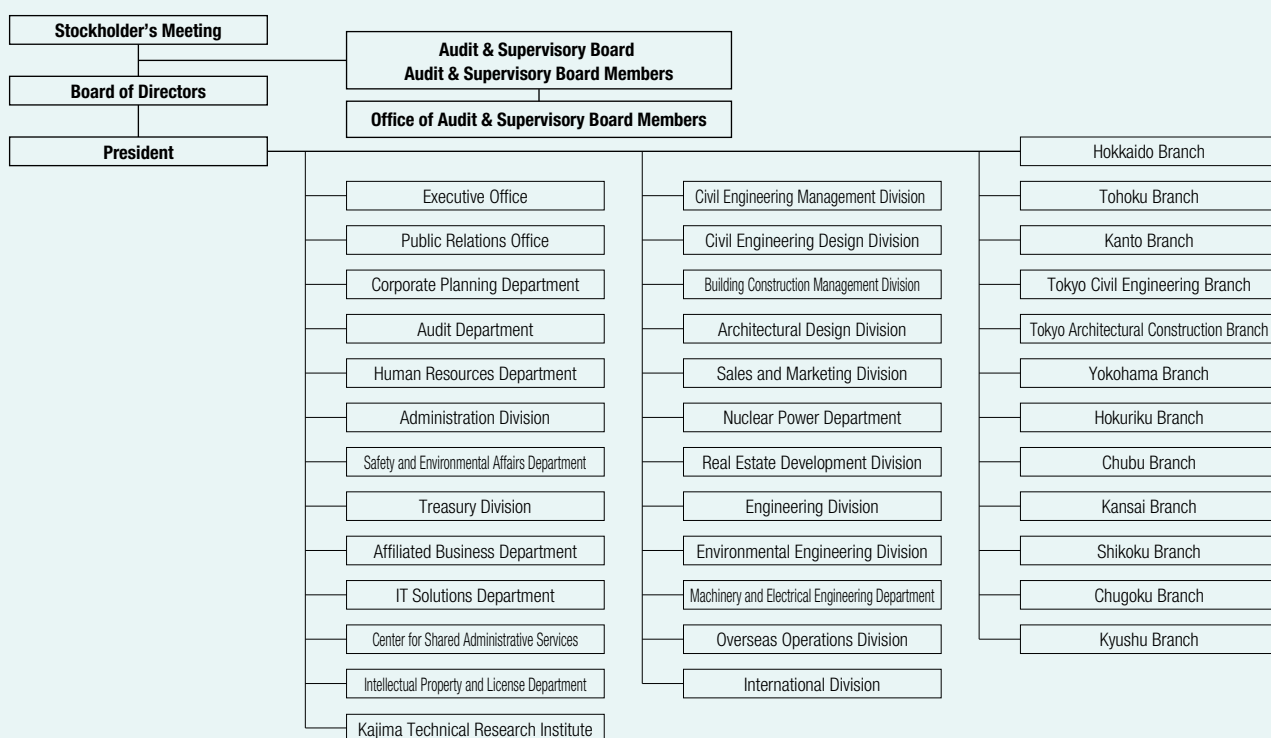 Stockholder's Meeting
Audit & Supervisory Board
Audit & Supervisory Board Members
Board of Directors
Office of Audit & Supervisory Board Members
President
Executive Office
Public Relations Office
Corporate Planning Department
Audit Department
Human Resources Department
Administration Division
Safety and Environmental Affairs Department
Treasury Division
Affiliated Business Department
IT Solutions Department
Center for Shared Administrative Services
Intellectual Property and License Department
Kajima Technical Research Institute
Civil Engineering Management Division
Civil Engineering Design Division
Building Construction Management Division
Architectural Design Division
Sales and Marketing Division
Nuclear Power Department
Real Estate Development Division
Engineering Division
Environmental Engineering Division
Machinery and Electrical Engineering Department
Overseas Operations Division
International Division
Hokkaido Branch
Tohoku Branch
Kanto Branch
Tokyo Civil Engineering Branch
Tokyo Architectural Construction Branch
Yokohama Branch
Hokuriku Branch
Chubu Branch
Kansai Branch
Shikoku Branch
Chugoku Branch
Kyushu Branch